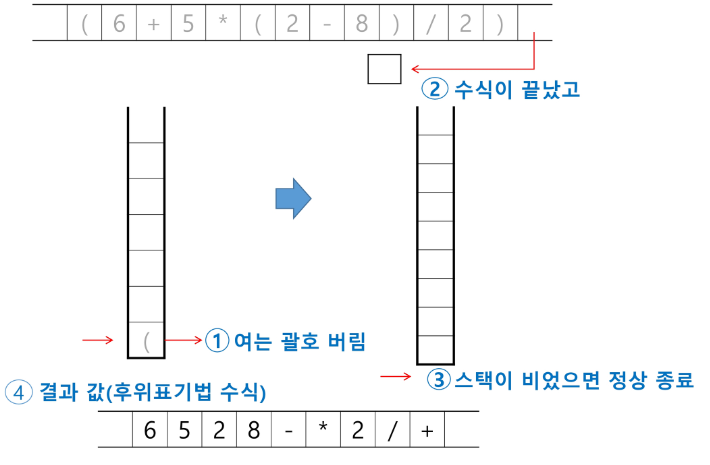 ( 6 + 5 * ( 2 - 8 ) / 2 )
② 수식이 끝났고
( ① 여는 괄호 버림
③ 스택이 비었으면 정상 종료
④ 결과 값(후위표기법 수식)
6 5 2 8 - * 2 / +